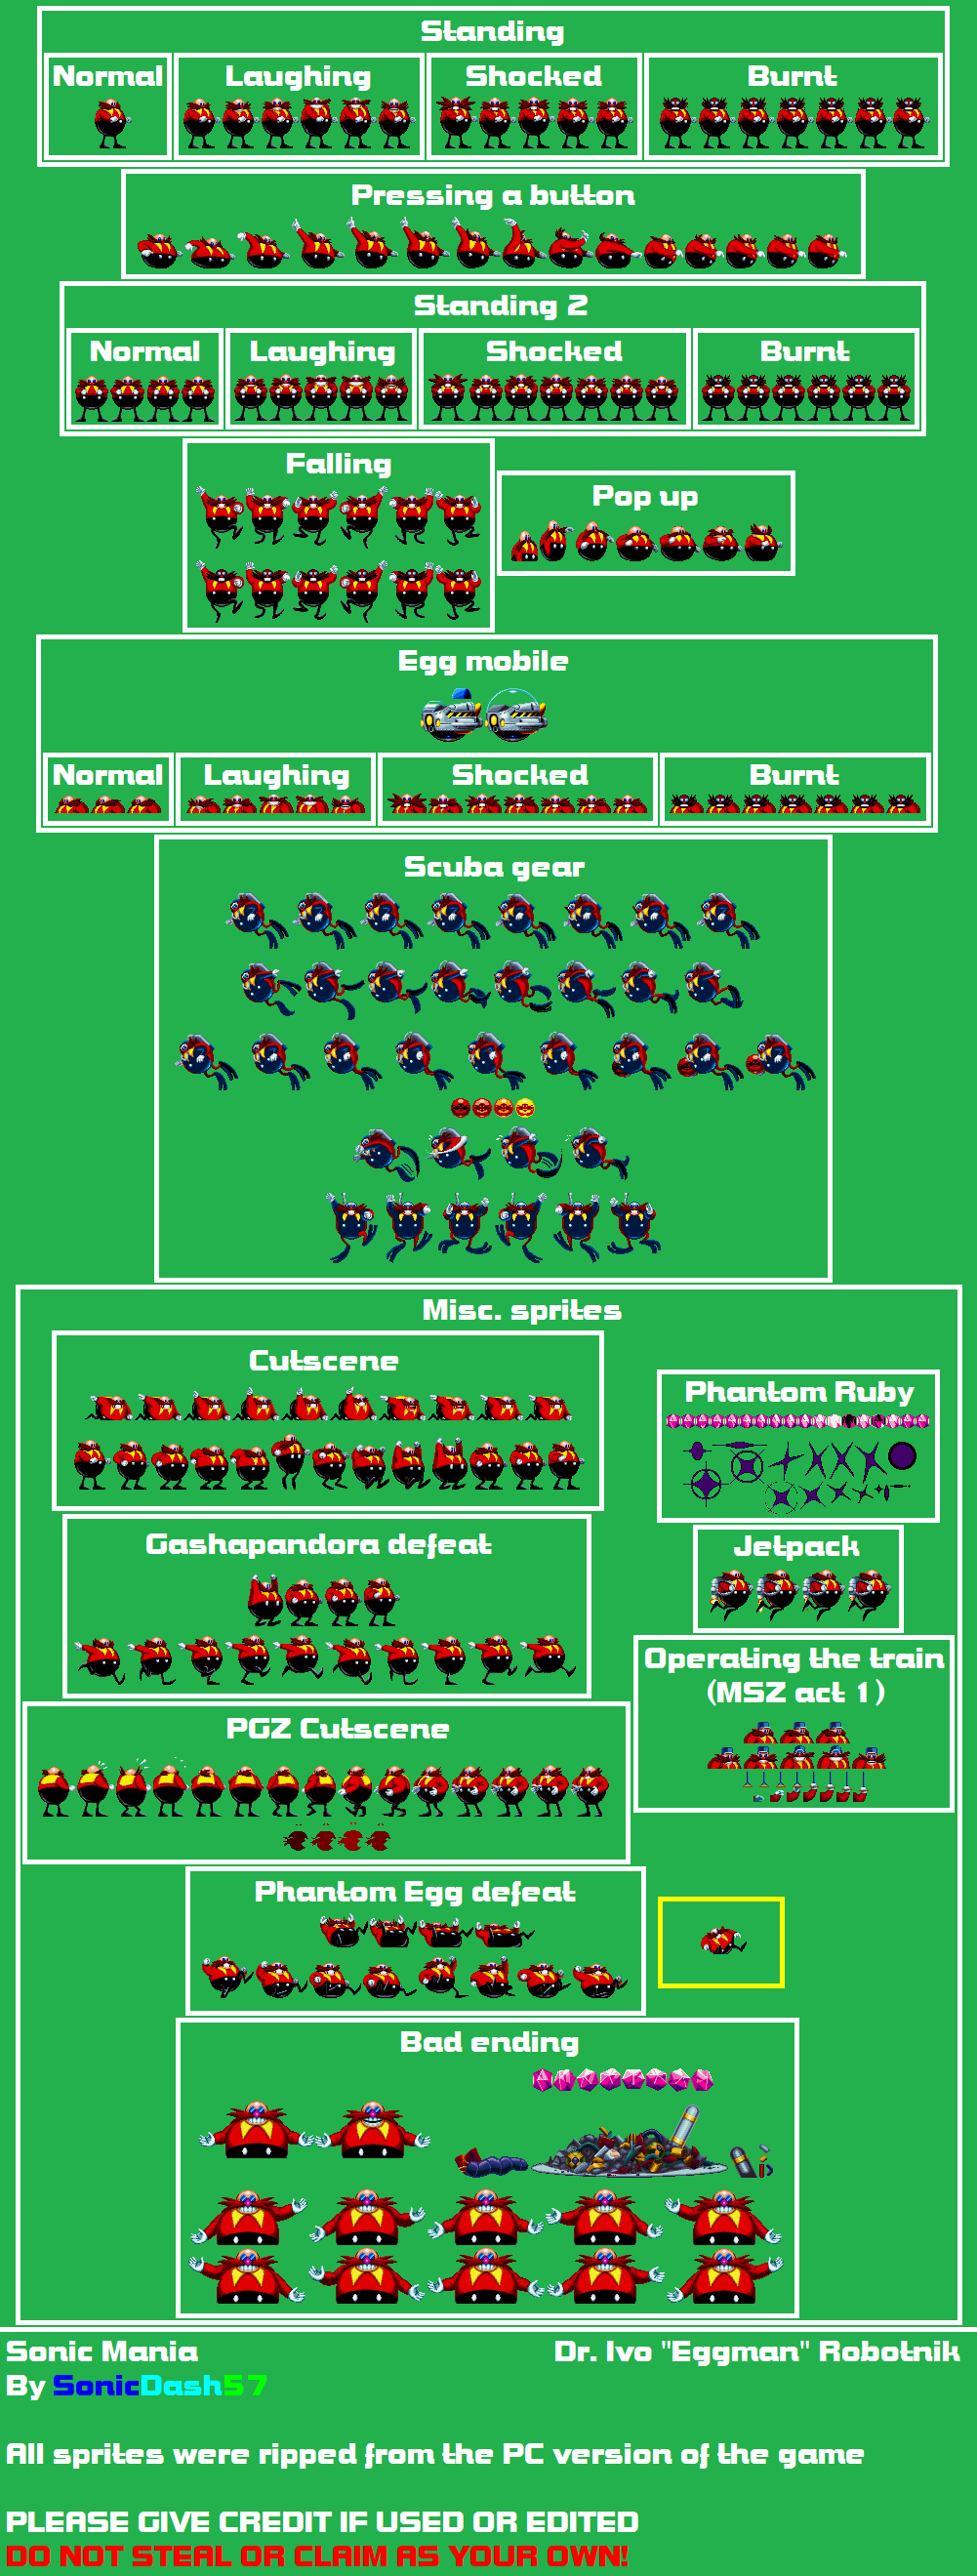 Standing
Normal
Laughing
Shocked
Burnt
Pressing a button
Standing 2
Normal
Laughing
Shocked
Burnt
Falling
Pop up
Egg mobile
Normal
Laughing
Shocked
Burnt
Scuba gear
Misc. sprites
Cutscene
Phantom Ruby
Gashapandora defeat
Jetpack
Operating the train
(MSZ act 1)
PGZ Cutscene
Phantom Egg defeat
Bad ending
Sonic Mania
Dr. Ivo "Eggman" Robotnik
By SonicDash57
All sprites were ripped from the PC version of the game
PLEASE GIVE CREDIT IF USED OR EDITED
DO NOT STEAL OR CLAIM AS YOUR OWN!